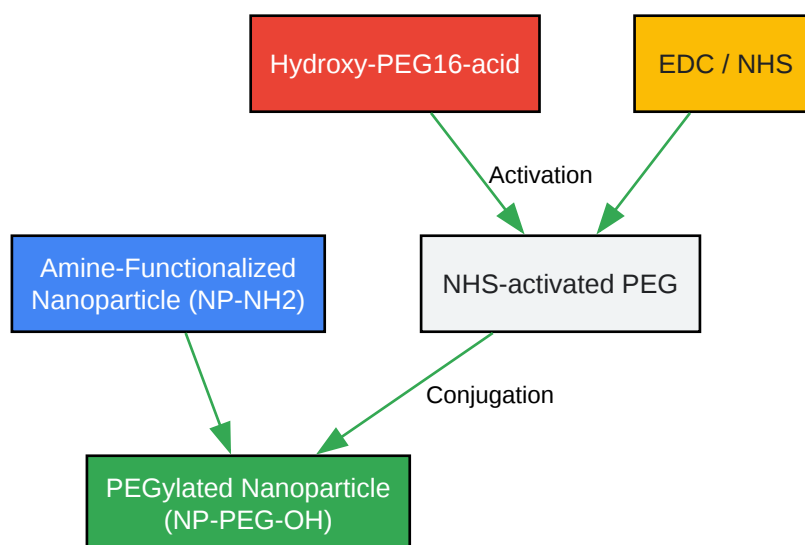 Hydroxy-PEG16-acid
EDC / NHS
Activation
Amine-Functionalized
Nanoparticle (NP-NH2)
NHS-activated PEG
Conjugation
PEGylated Nanoparticle
(NP-PEG-OH)